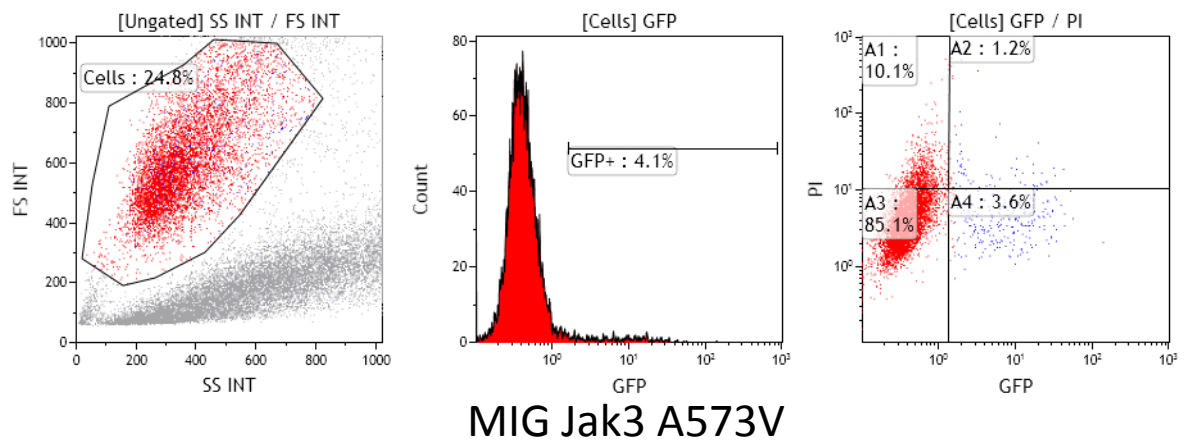 [Ungated] SS INT / FS INT
1000
800
600
400
200
0
FS INT
Cells : 24.8%
0 200 400 600 800 1000
SS INT
[Cells] GFP
80
60
40
20
0
Count
GFP+ : 4.1%
10⁰ 10¹ 10² 10³
GFP
[Cells] GFP / PI
10³
10²
10¹
10⁰
PI
A1 :
10.1%
A2 : 1.2%
A3 :
85.1%
A4 : 3.6%
10⁰ 10¹ 10² 10³
GFP
MIG Jak3 A573V